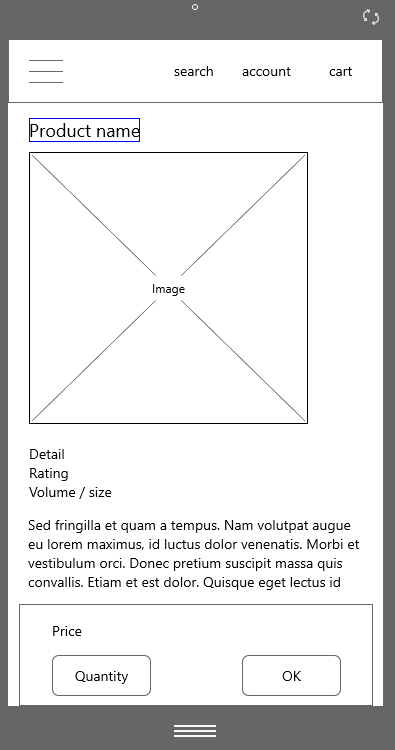 search account cart
Product name
Image
Detail
Rating
Volume / size
Sed fringilla et quam a tempus. Nam volutpat augue
eu lorem maximus, id luctus dolor venenatis. Morbi et
vestibulum orci. Donec pretium suscipit massa quis
convallis. Etiam et est dolor. Quisque eget lectus id
Price
Quantity OK